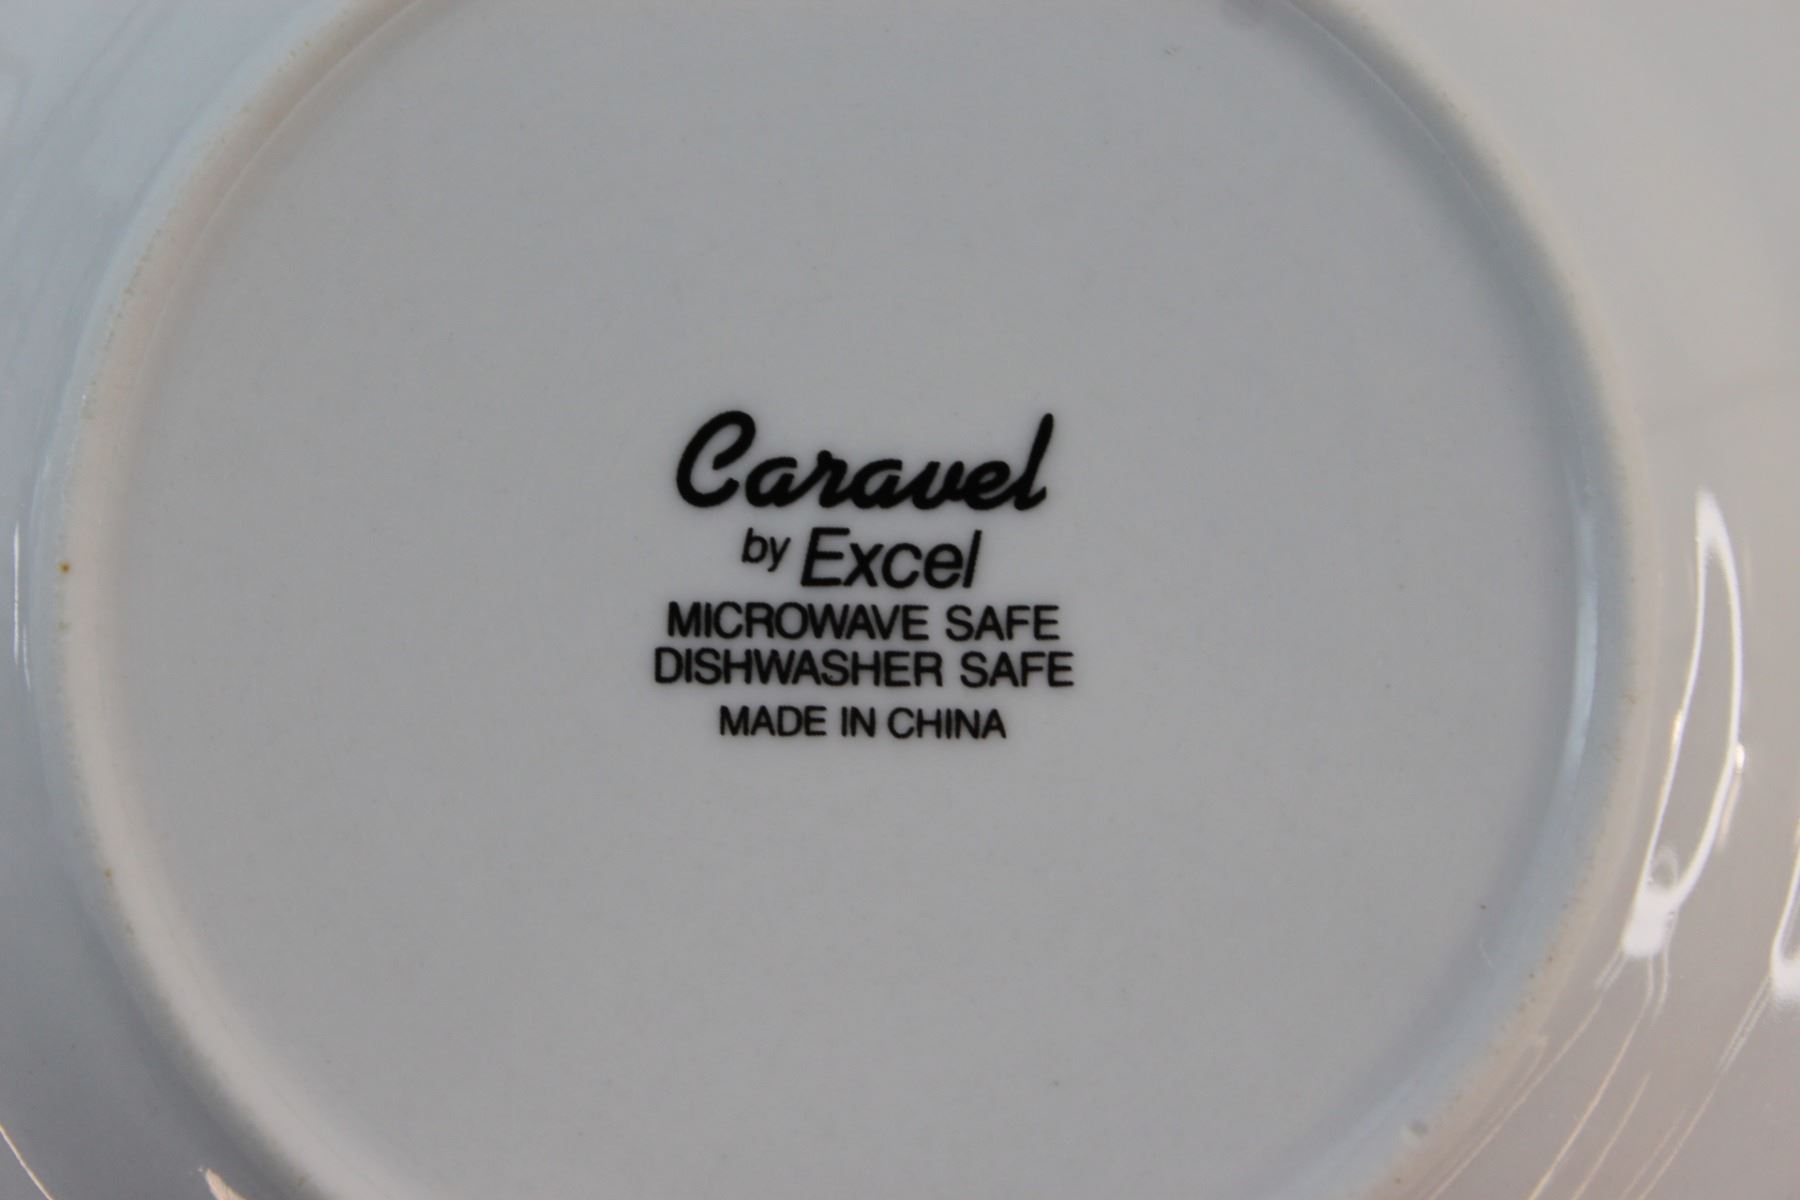 Caravel
by Excel
MICROWAVE SAFE
DISHWASHER SAFE
MADE IN CHINA